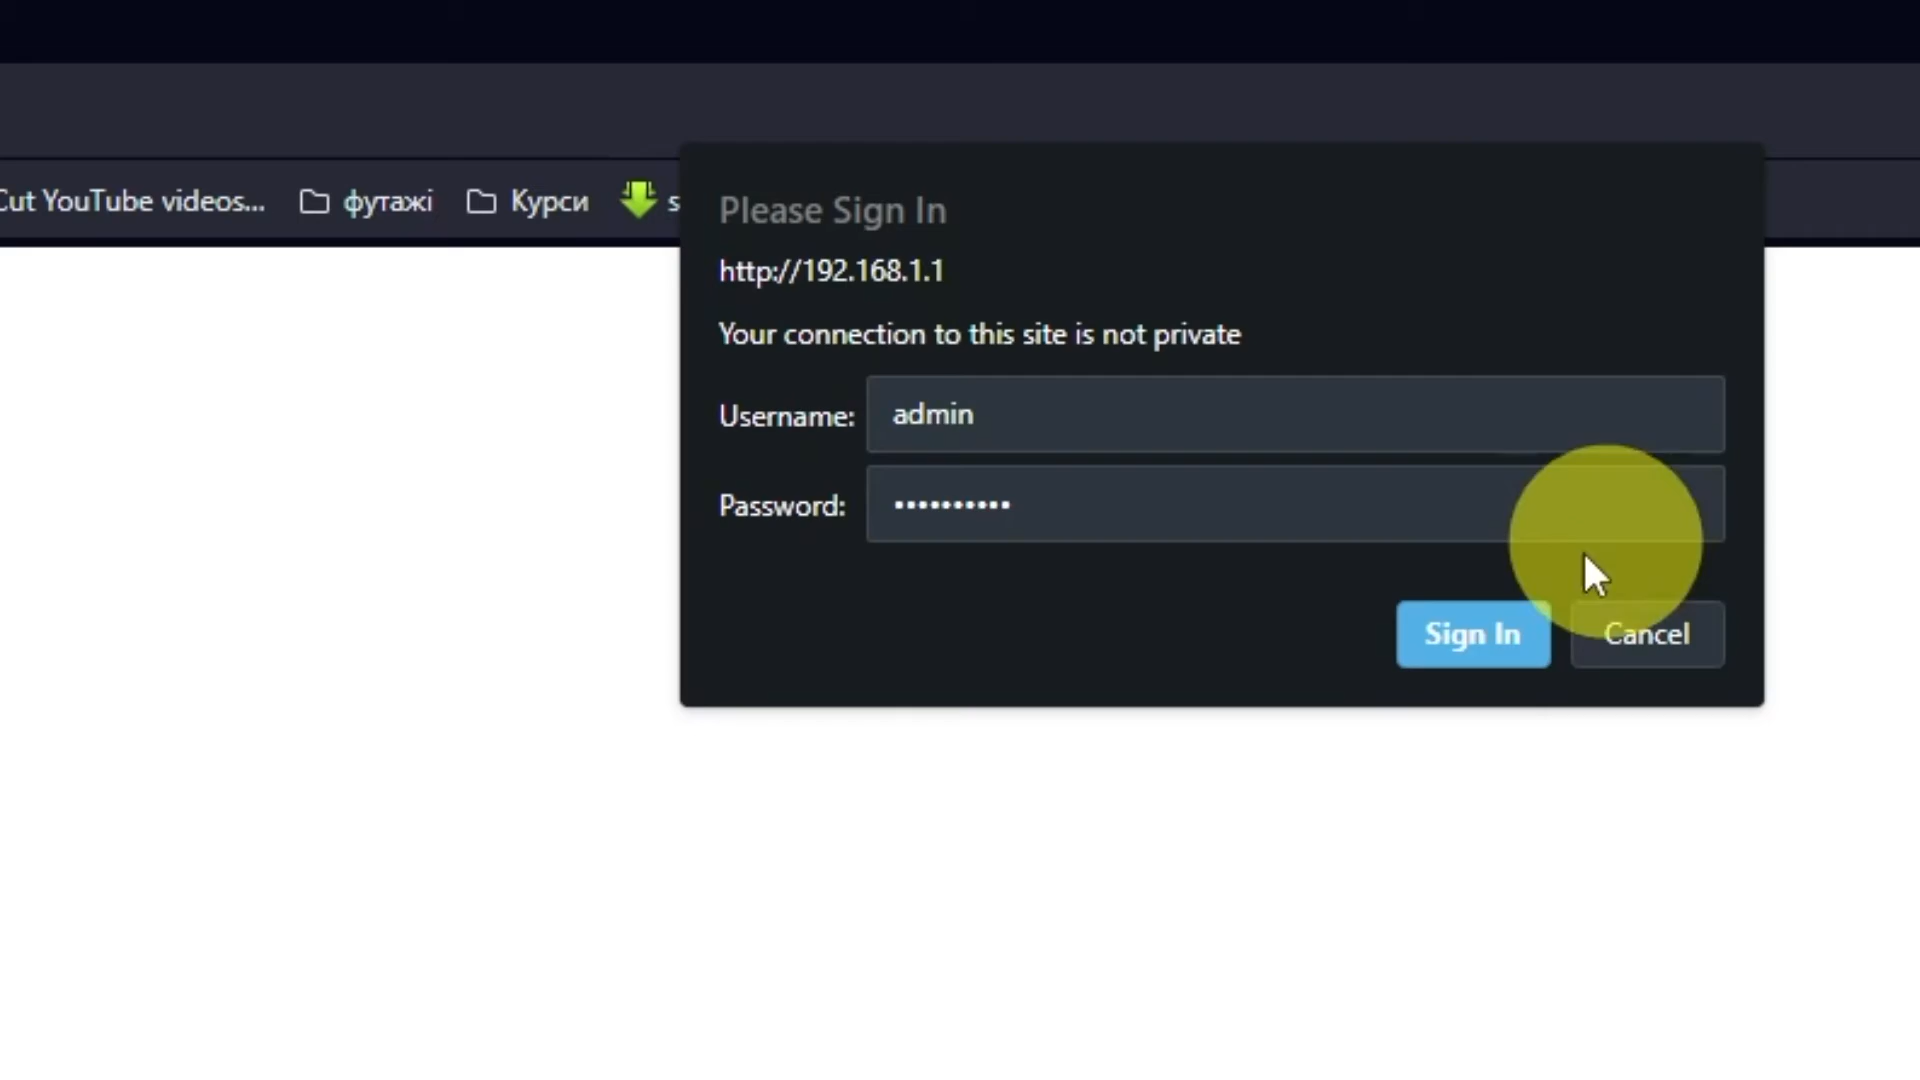 Cut YouTube videos... футажі Курси s
Please Sign In
http://192.168.1.1
Your connection to this site is not private
Username: admin
Password: ••••••••••
Sign In Cancel